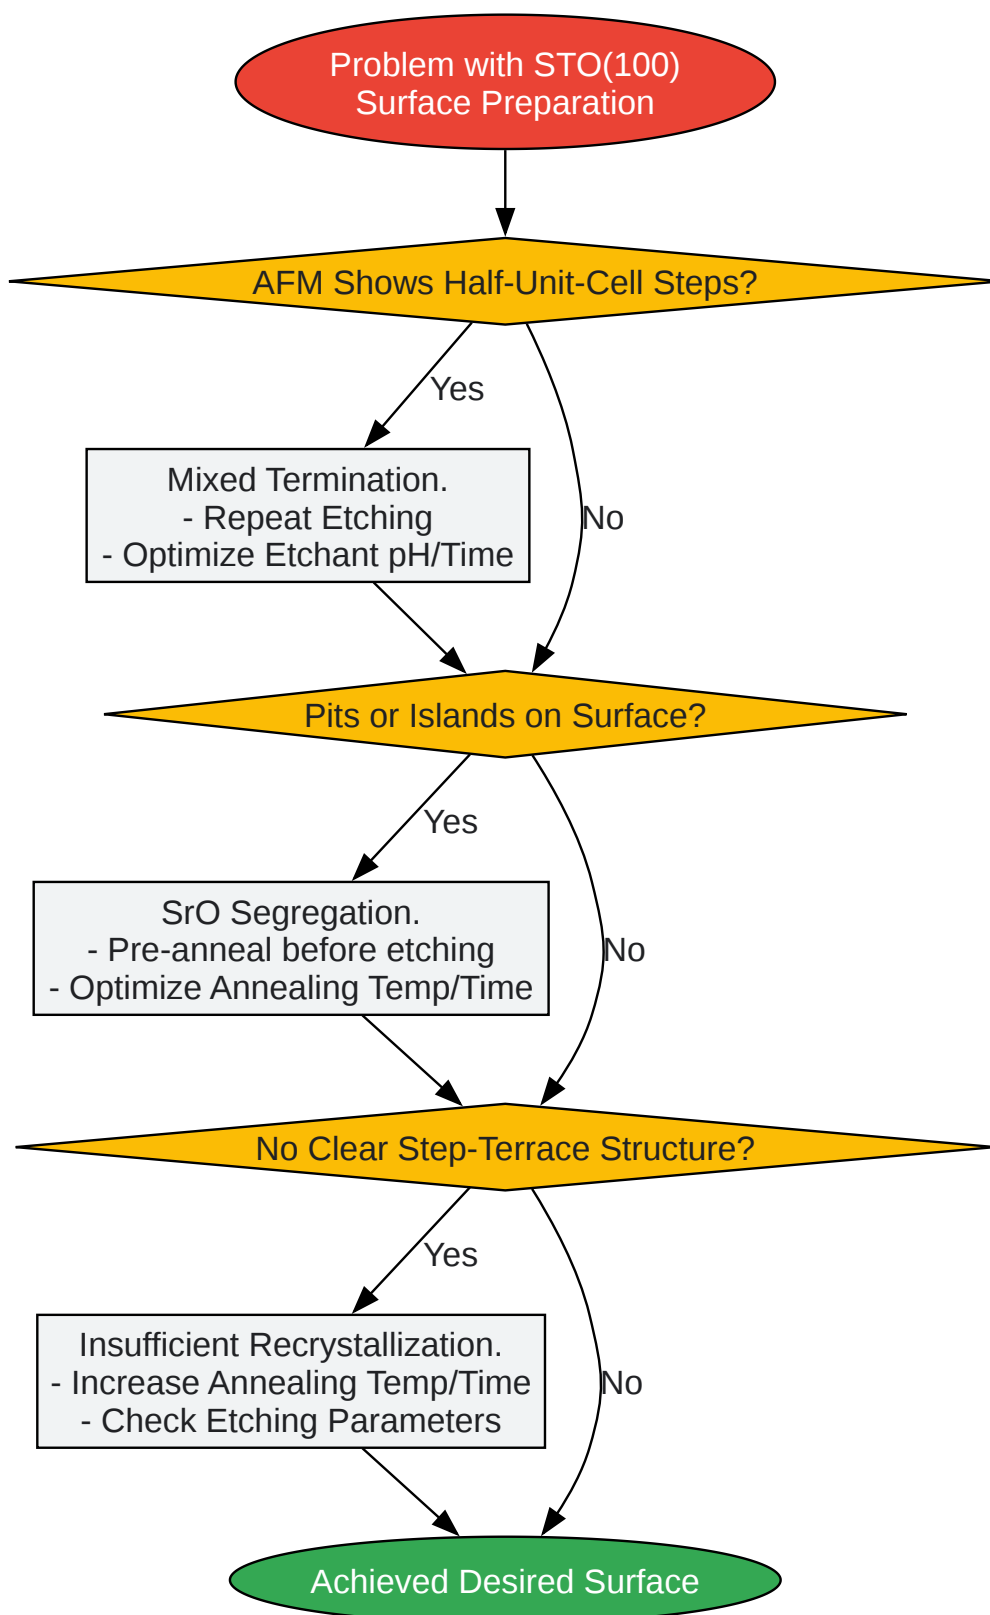 Problem with STO(100)
Surface Preparation
AFM Shows Half-Unit-Cell Steps?
Yes
Mixed Termination.
- Repeat Etching
- Optimize Etchant pH/Time
No
Pits or Islands on Surface?
Yes
SrO Segregation.
- Pre-anneal before etching
- Optimize Annealing Temp/Time
No
No Clear Step-Terrace Structure?
Yes
Insufficient Recrystallization.
- Increase Annealing Temp/Time
- Check Etching Parameters
No
Achieved Desired Surface